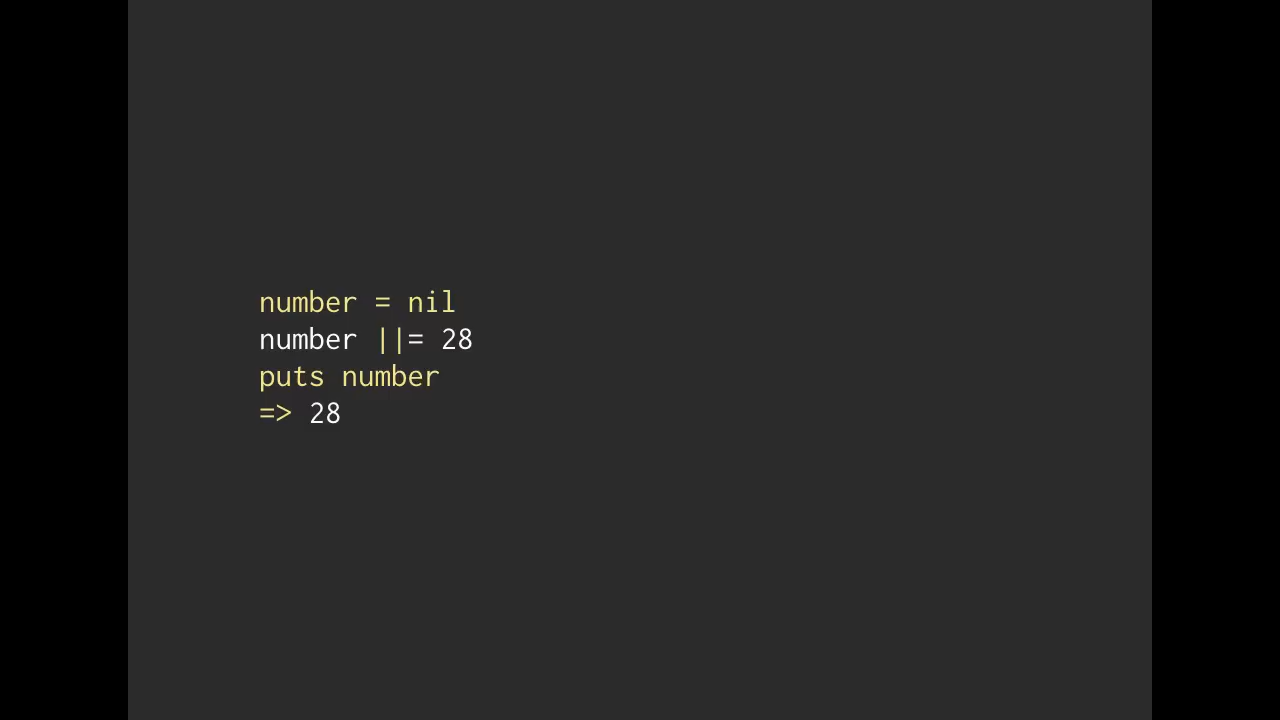 number = nil
number ||= 28
puts number
=> 28